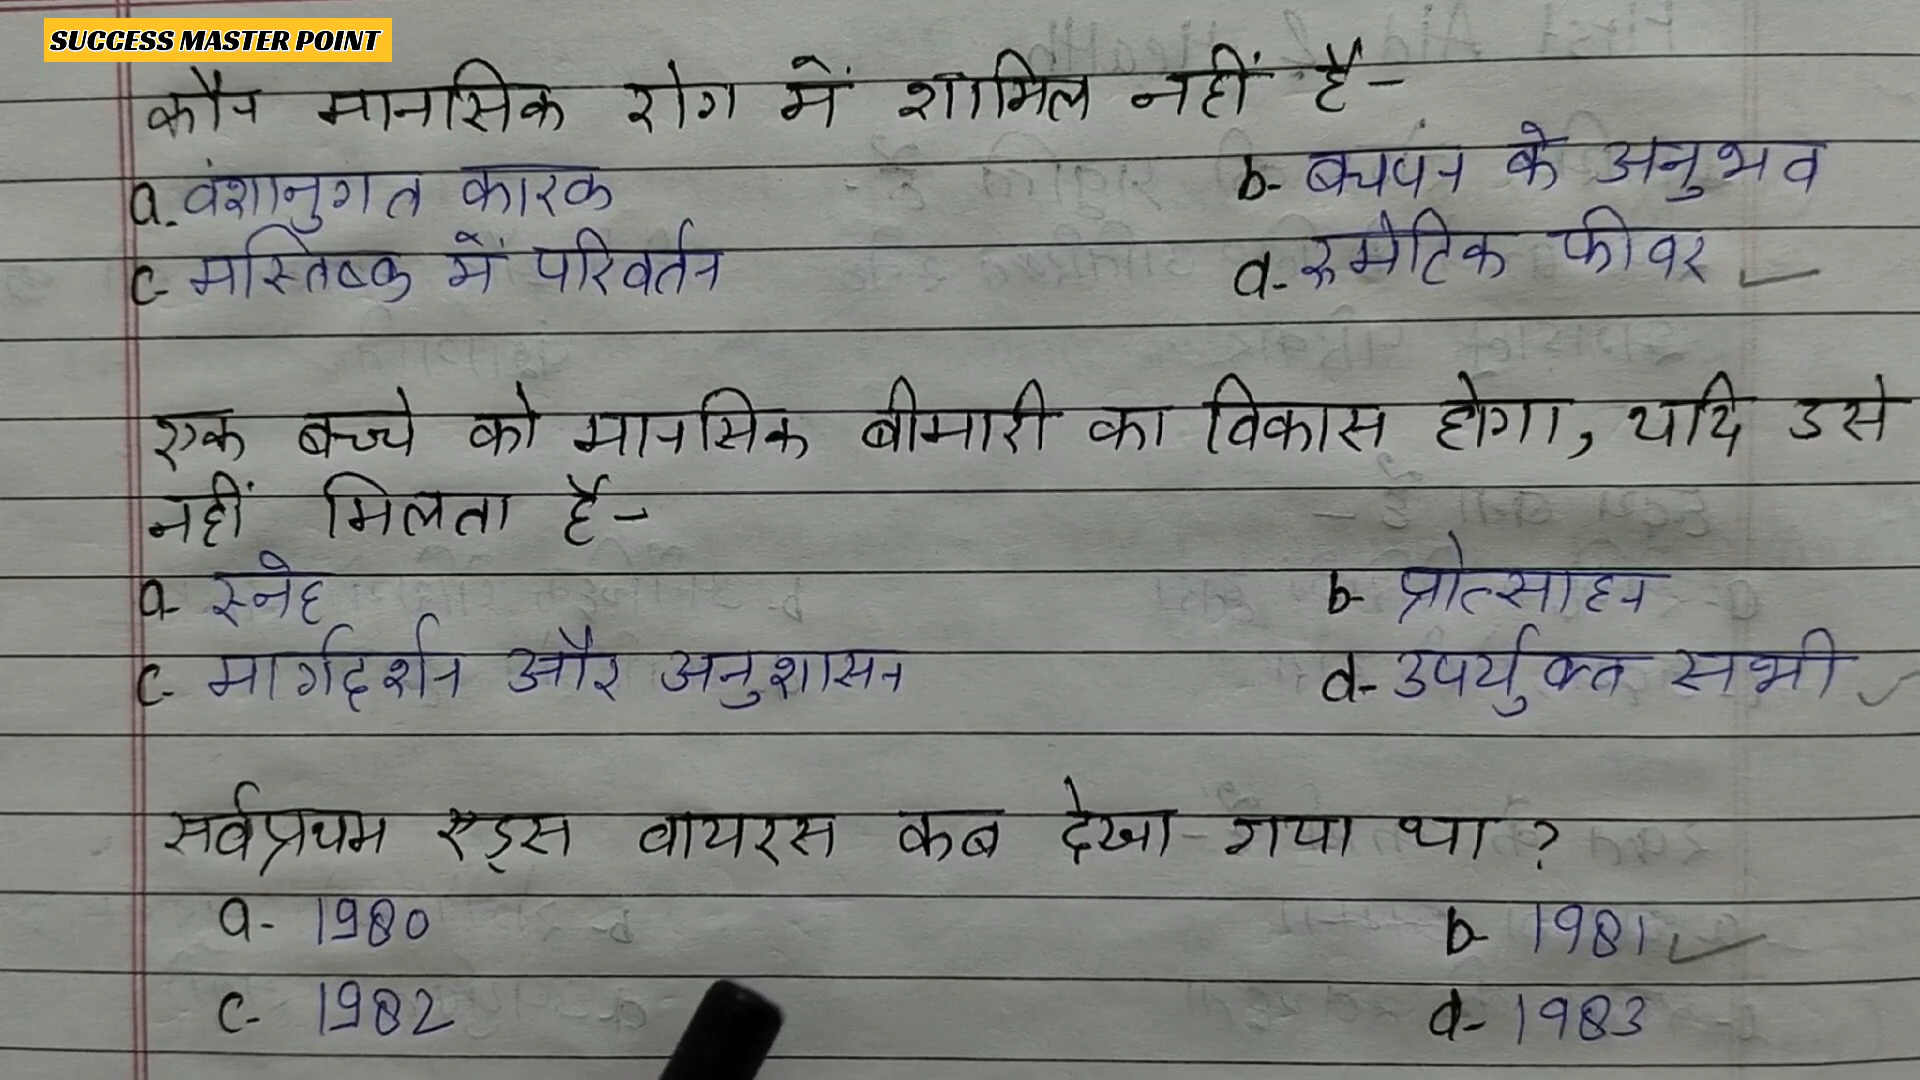 SUCCESS MASTER POINT
कौन मानसिक रोग में शामिल नहीं है-
a. वंशानुगत कारक b- बचपन के अनुभव
c- मस्तिष्क में परिवर्तन d- रुमेटिक फीवर
एक बच्चे को मानसिक बीमारी का विकास होगा, यदि उसे
नहीं मिलता है-
a- स्नेह b- प्रोत्साहन
c- मार्गदर्शन और अनुशासन d- उपर्युक्त सभी
सर्वप्रथम एड्स वायरस कब देखा गया था?
a- 1980 b- 1981
c- 1982 d- 1983